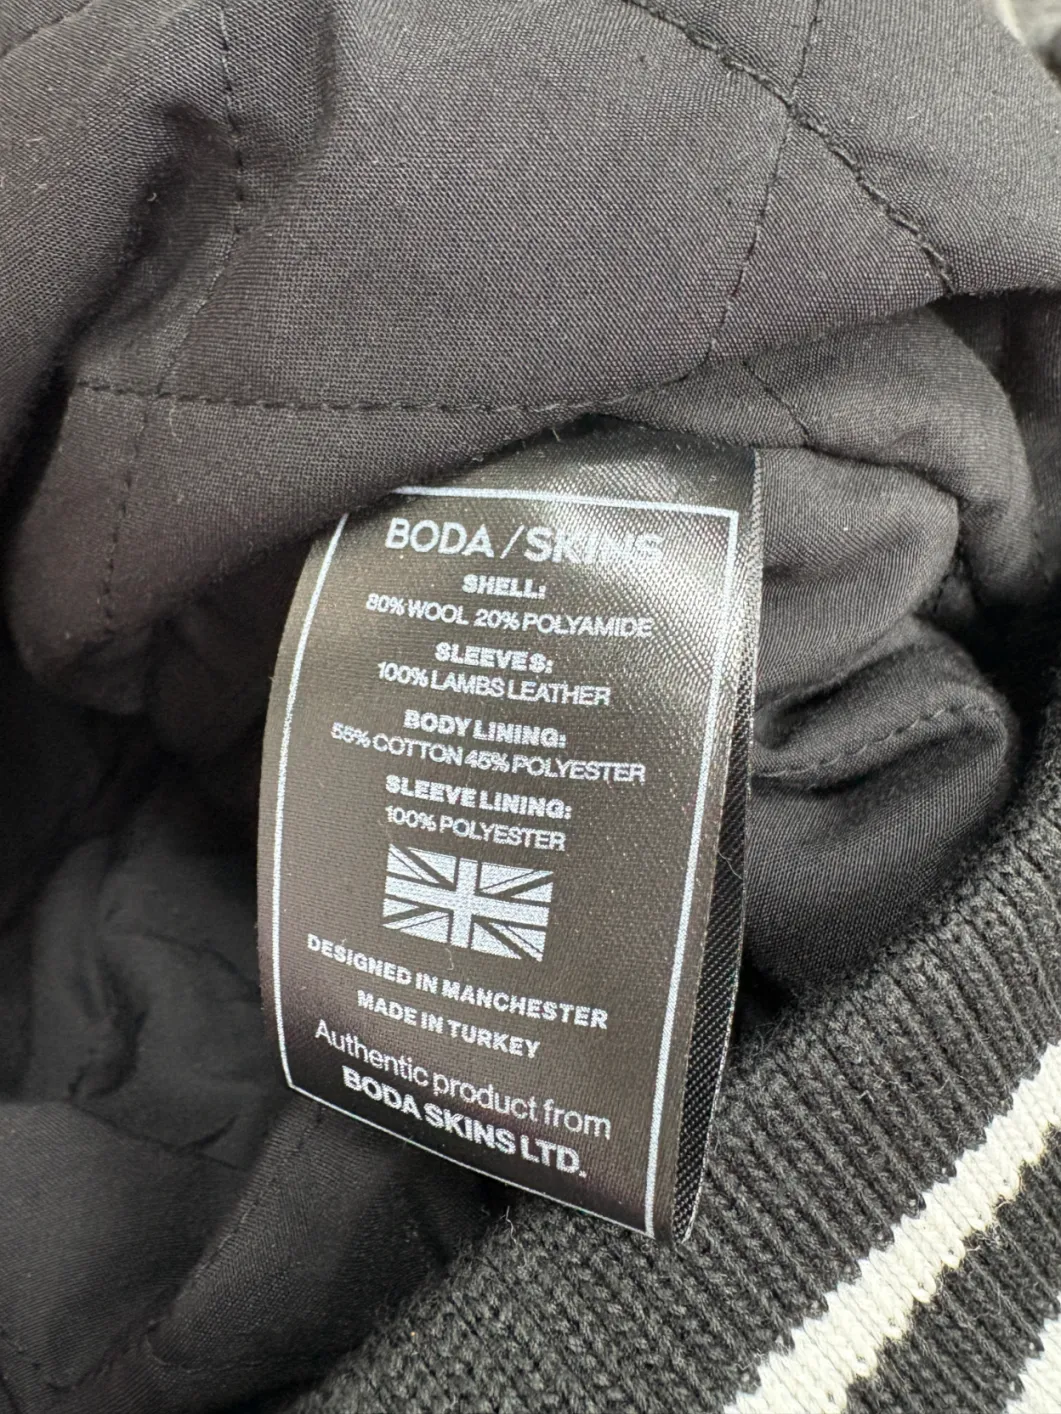 BODA/SKINS
SHELL:
80% WOOL 20% POLYAMIDE
SLEEVES:
100% LAMBS LEATHER
BODY LINING:
55% COTTON 45% POLYESTER
SLEEVE LINING:
100% POLYESTER
DESIGNED IN MANCHESTER
MADE IN TURKEY
Authentic product from
BODA SKINS LTD.